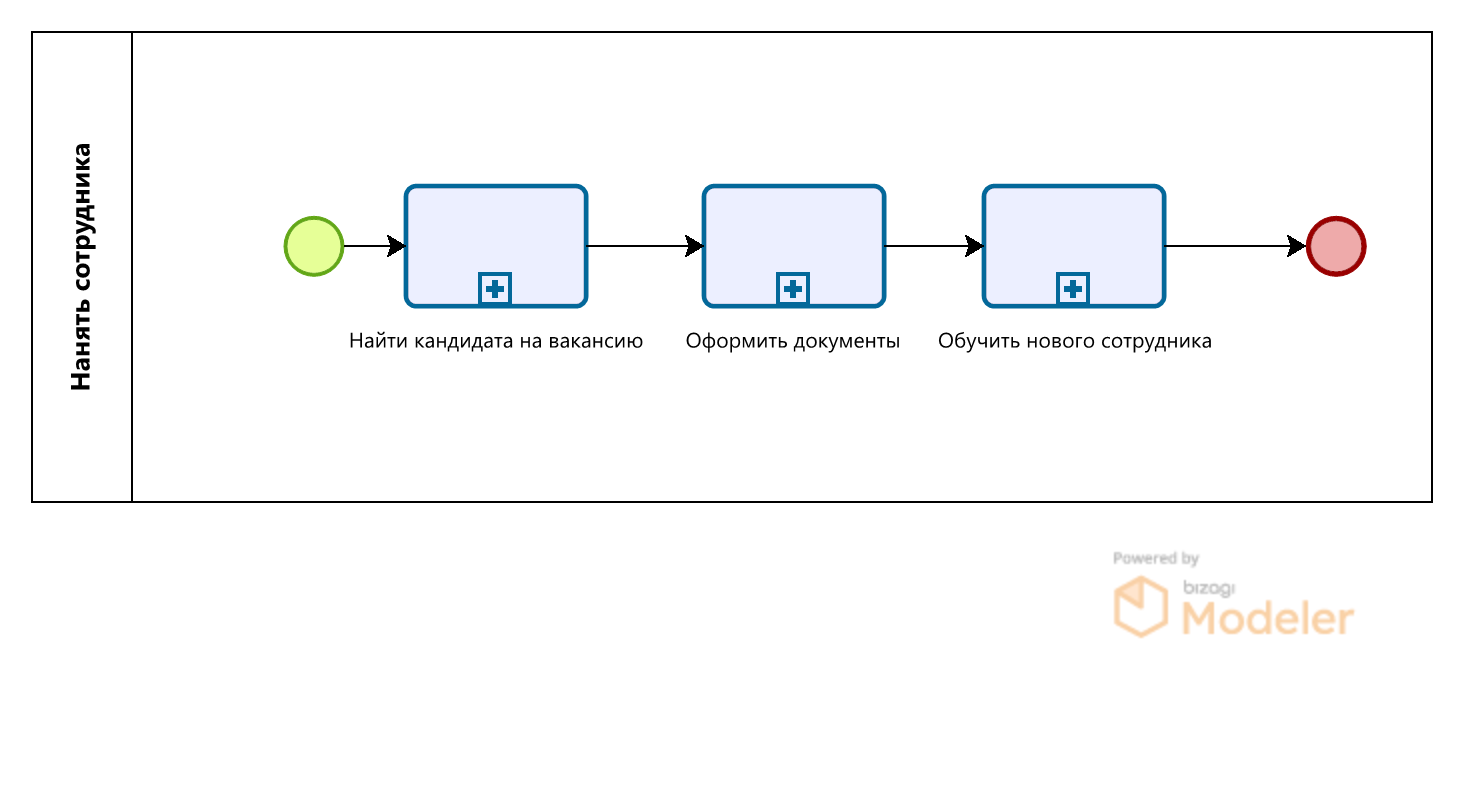 Нанять сотрудника
Найти кандидата на вакансию
Оформить документы
Обучить нового сотрудника
Powered by
bizagi
Modeler